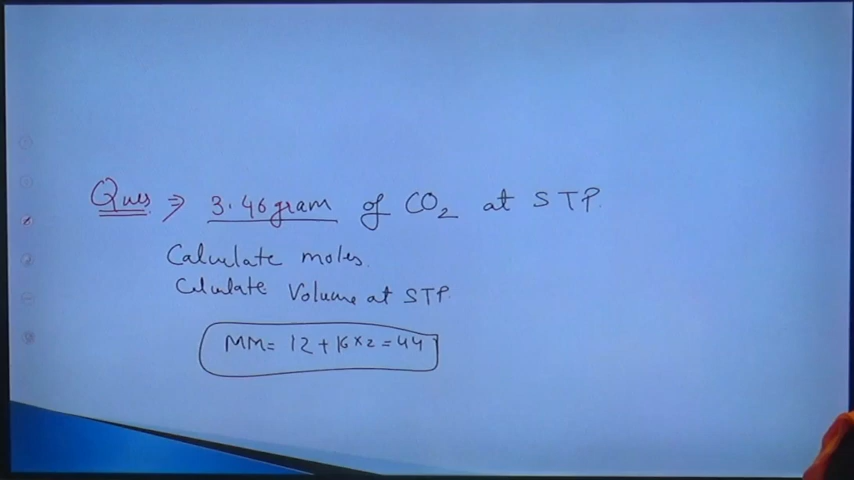 Ques ⇒ 3.46 gram of CO₂ at STP.
Calculate moles.
Calculate Volume at STP.
MM = 12 + 16 × 2 = 44